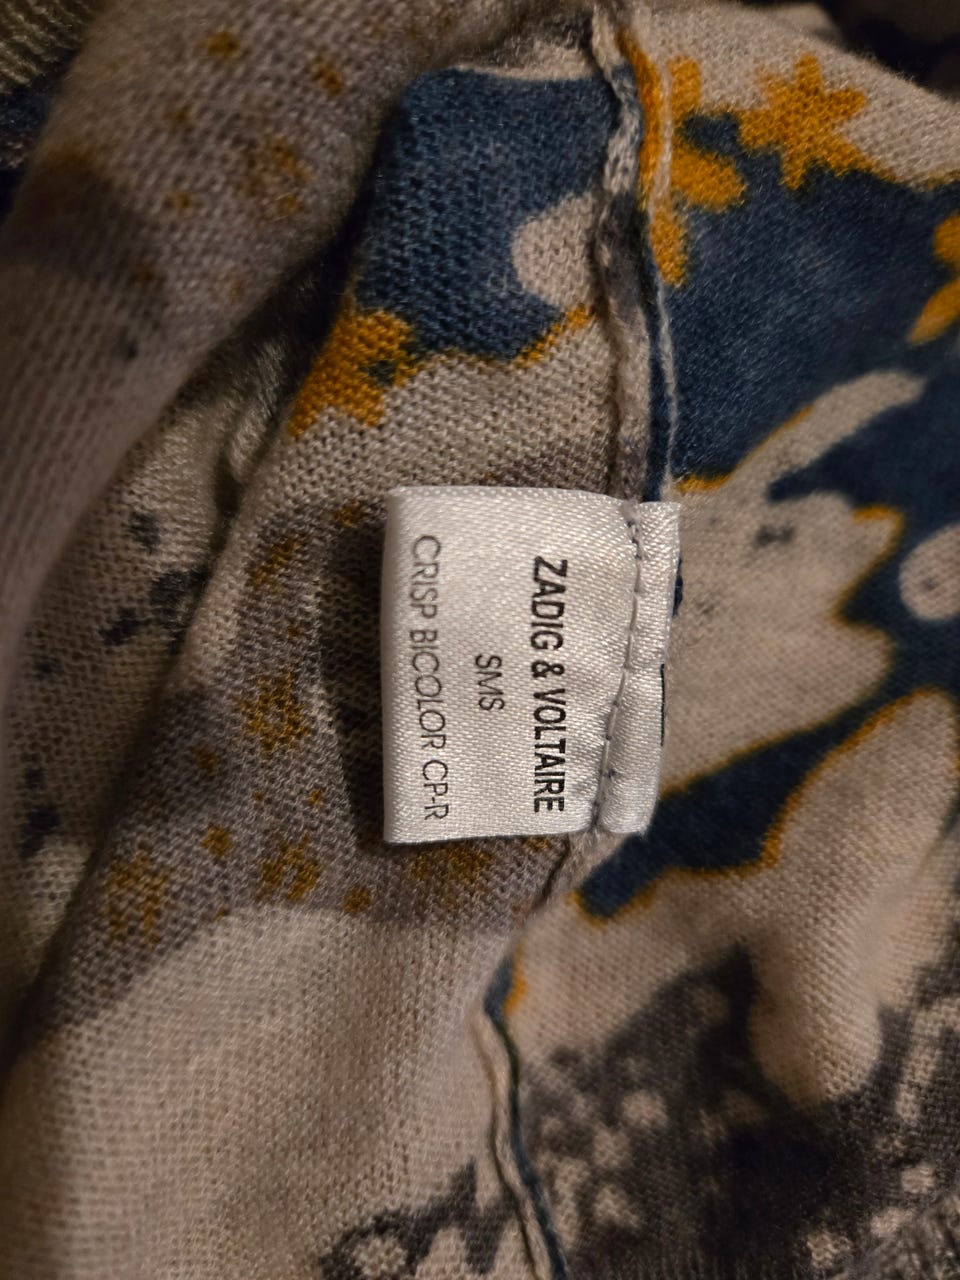 ZADIG & VOLTAIRE
SMS
CRISP BICOLOR CP-R